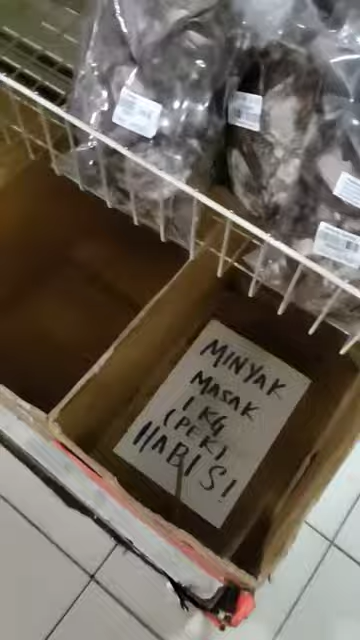 MINYAK
MASAK
1 KG
(PEK)
HABIS!